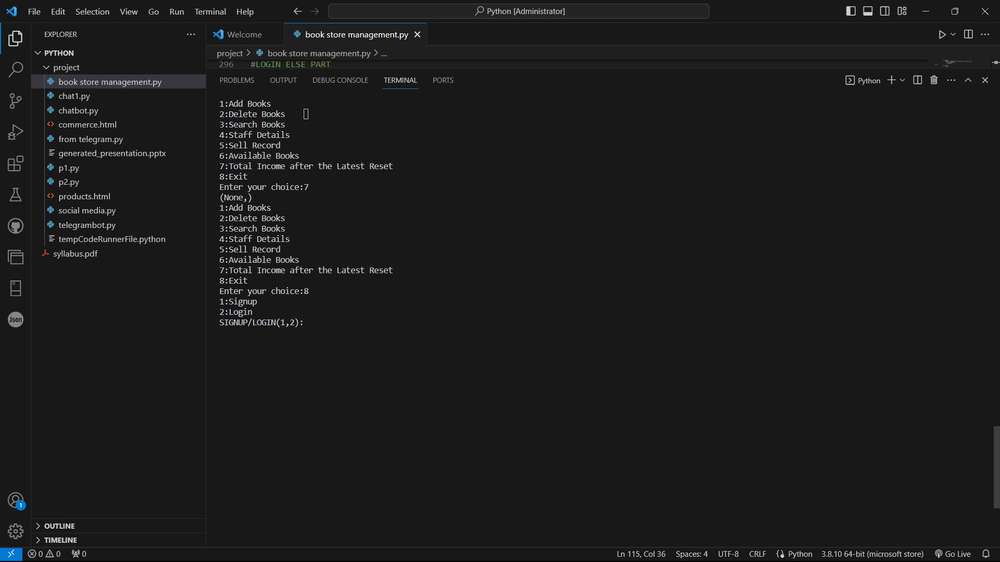 File Edit Selection View Go Run Terminal Help
Python [Administrator]
EXPLORER
PYTHON
project
book store management.py
chat1.py
chatbot.py
commerce.html
from telegram.py
generated_presentation.pptx
p1.py
p2.py
products.html
social media.py
telegrambot.py
tempCodeRunnerFile.python
syllabus.pdf
Json
1
OUTLINE
TIMELINE
Welcome
book store management.py
project > book store management.py > ...
296 #LOGIN ELSE PART
PROBLEMS OUTPUT DEBUG CONSOLE TERMINAL PORTS
Python
1:Add Books
2:Delete Books
3:Search Books
4:Staff Details
5:Sell Record
6:Available Books
7:Total Income after the Latest Reset
8:Exit
Enter your choice:7
(None,)
1:Add Books
2:Delete Books
3:Search Books
4:Staff Details
5:Sell Record
6:Available Books
7:Total Income after the Latest Reset
8:Exit
Enter your choice:8
1:Signup
2:Login
SIGNUP/LOGIN(1,2):
0 0 0
Ln 115, Col 36 Spaces: 4 UTF-8 CRLF Python 3.8.10 64-bit (microsoft store) Go Live